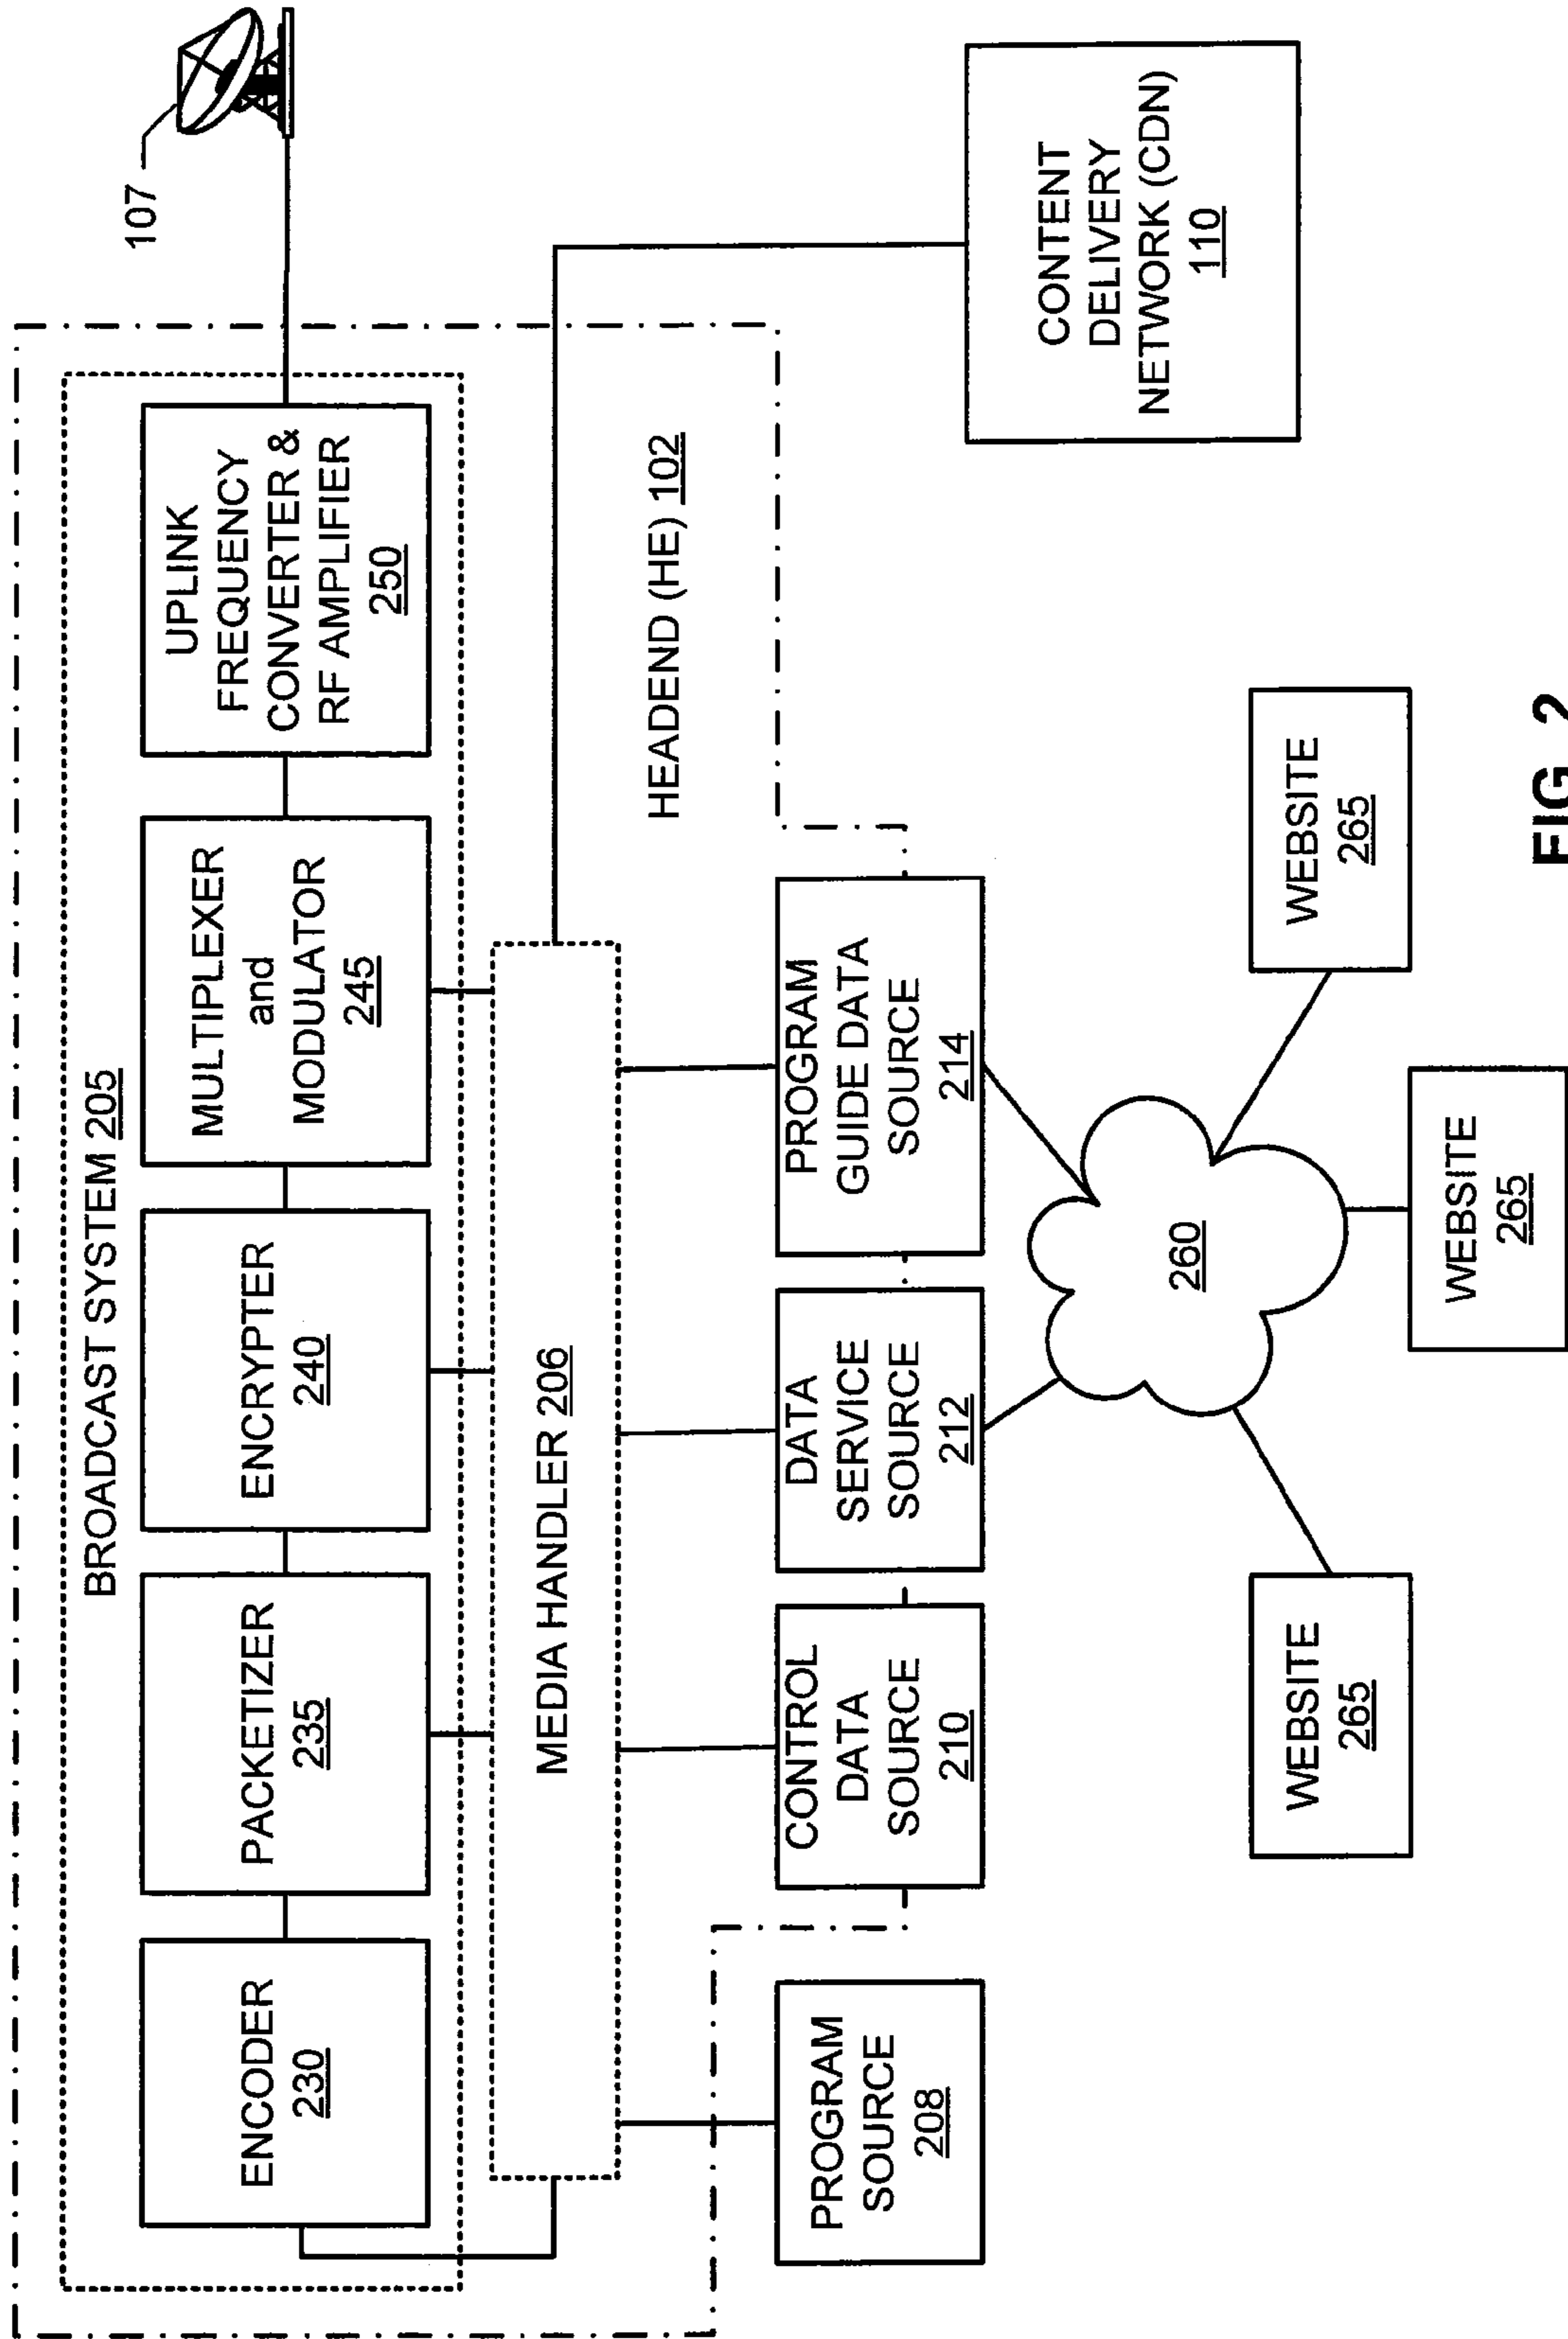 107
BROADCAST SYSTEM 205
ENCODER
230
PACKETIZER
235
ENCRYPTER
240
MULTIPLEXER
and
MODULATOR
245
UPLINK
FREQUENCY
CONVERTER &
RF AMPLIFIER
250
MEDIA HANDLER 206
HEADEND (HE) 102
PROGRAM
SOURCE
208
CONTROL
DATA
SOURCE
210
DATA
SERVICE
SOURCE
212
PROGRAM
GUIDE DATA
SOURCE
214
CONTENT
DELIVERY
NETWORK (CDN)
110
260
WEBSITE
265
WEBSITE
265
WEBSITE
265
FIG. 2